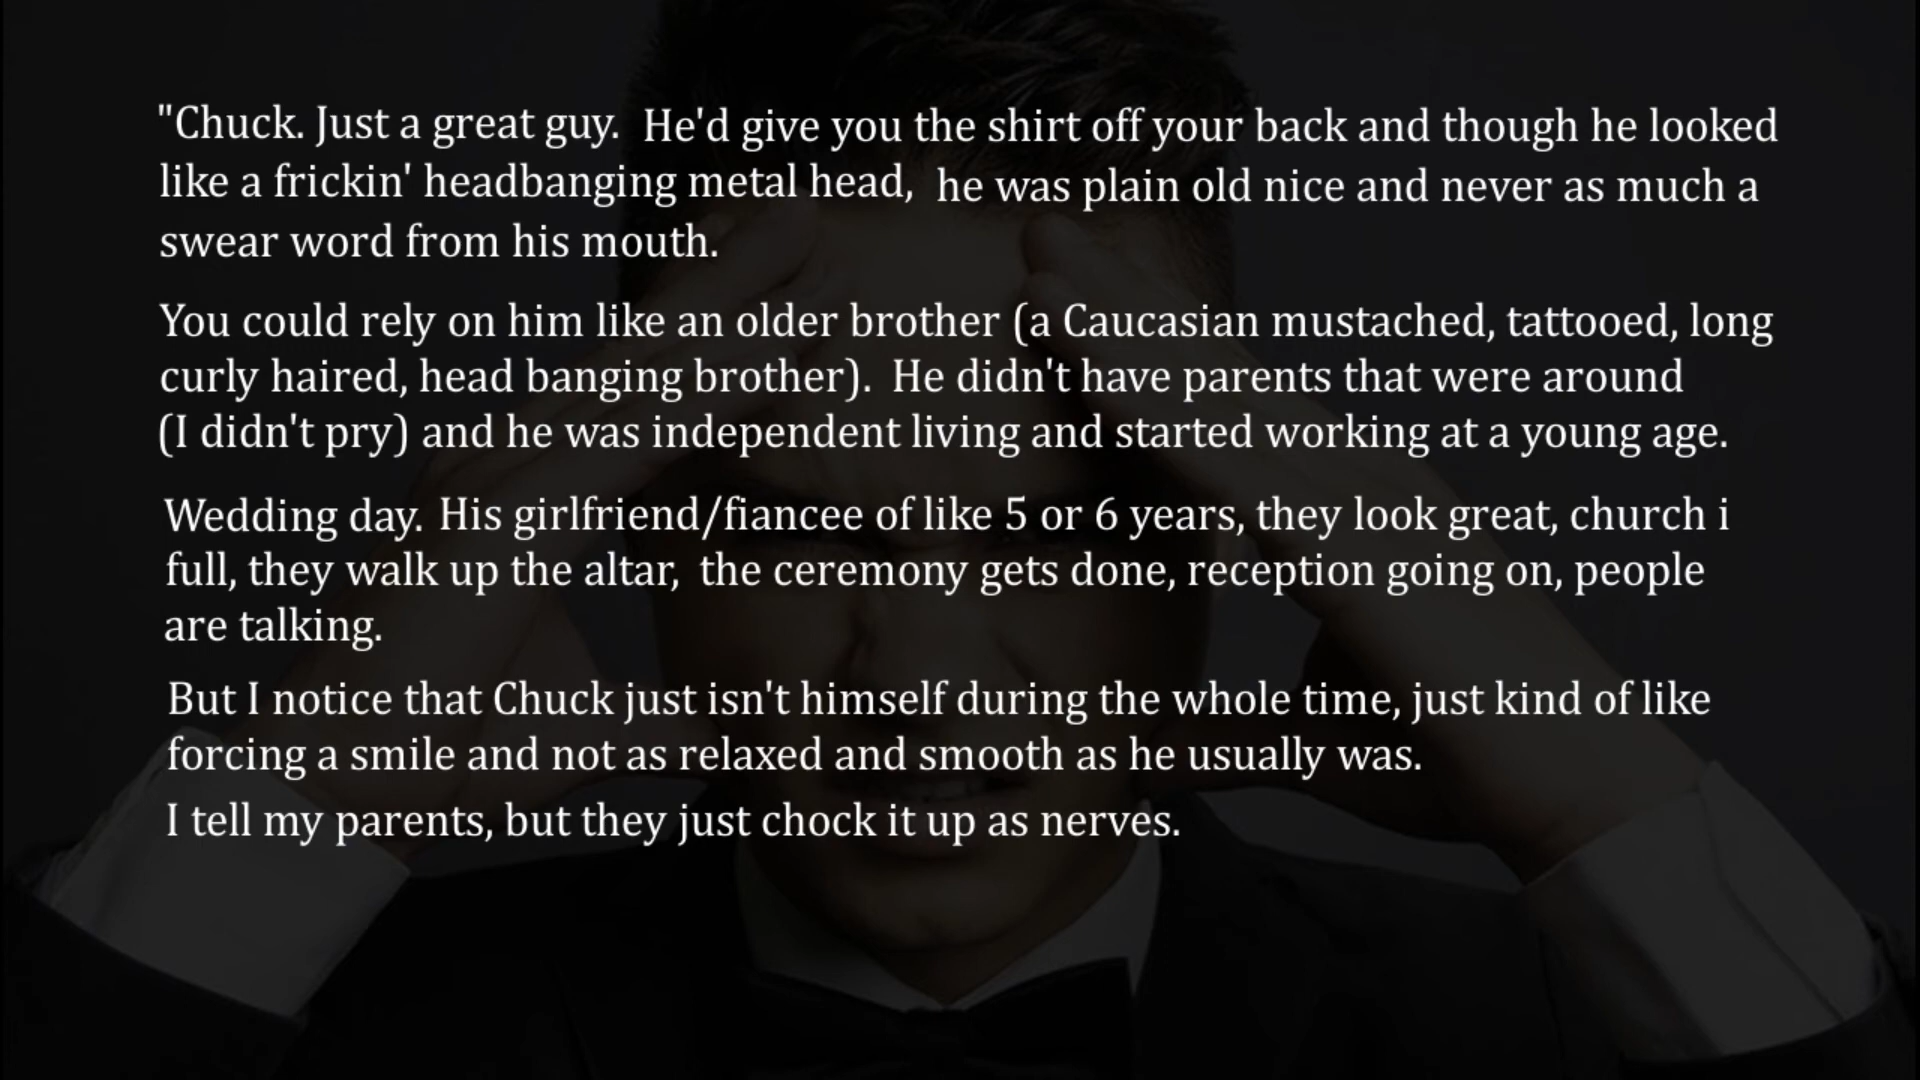 "Chuck. Just a great guy. He'd give you the shirt off your back and though he looked
like a frickin' headbanging metal head, he was plain old nice and never as much a
swear word from his mouth.
You could rely on him like an older brother (a Caucasian mustached, tattooed, long
curly haired, head banging brother). He didn't have parents that were around
(I didn't pry) and he was independent living and started working at a young age.
Wedding day. His girlfriend/fiancee of like 5 or 6 years, they look great, church i
full, they walk up the altar, the ceremony gets done, reception going on, people
are talking.
But I notice that Chuck just isn't himself during the whole time, just kind of like
forcing a smile and not as relaxed and smooth as he usually was.
I tell my parents, but they just chock it up as nerves.